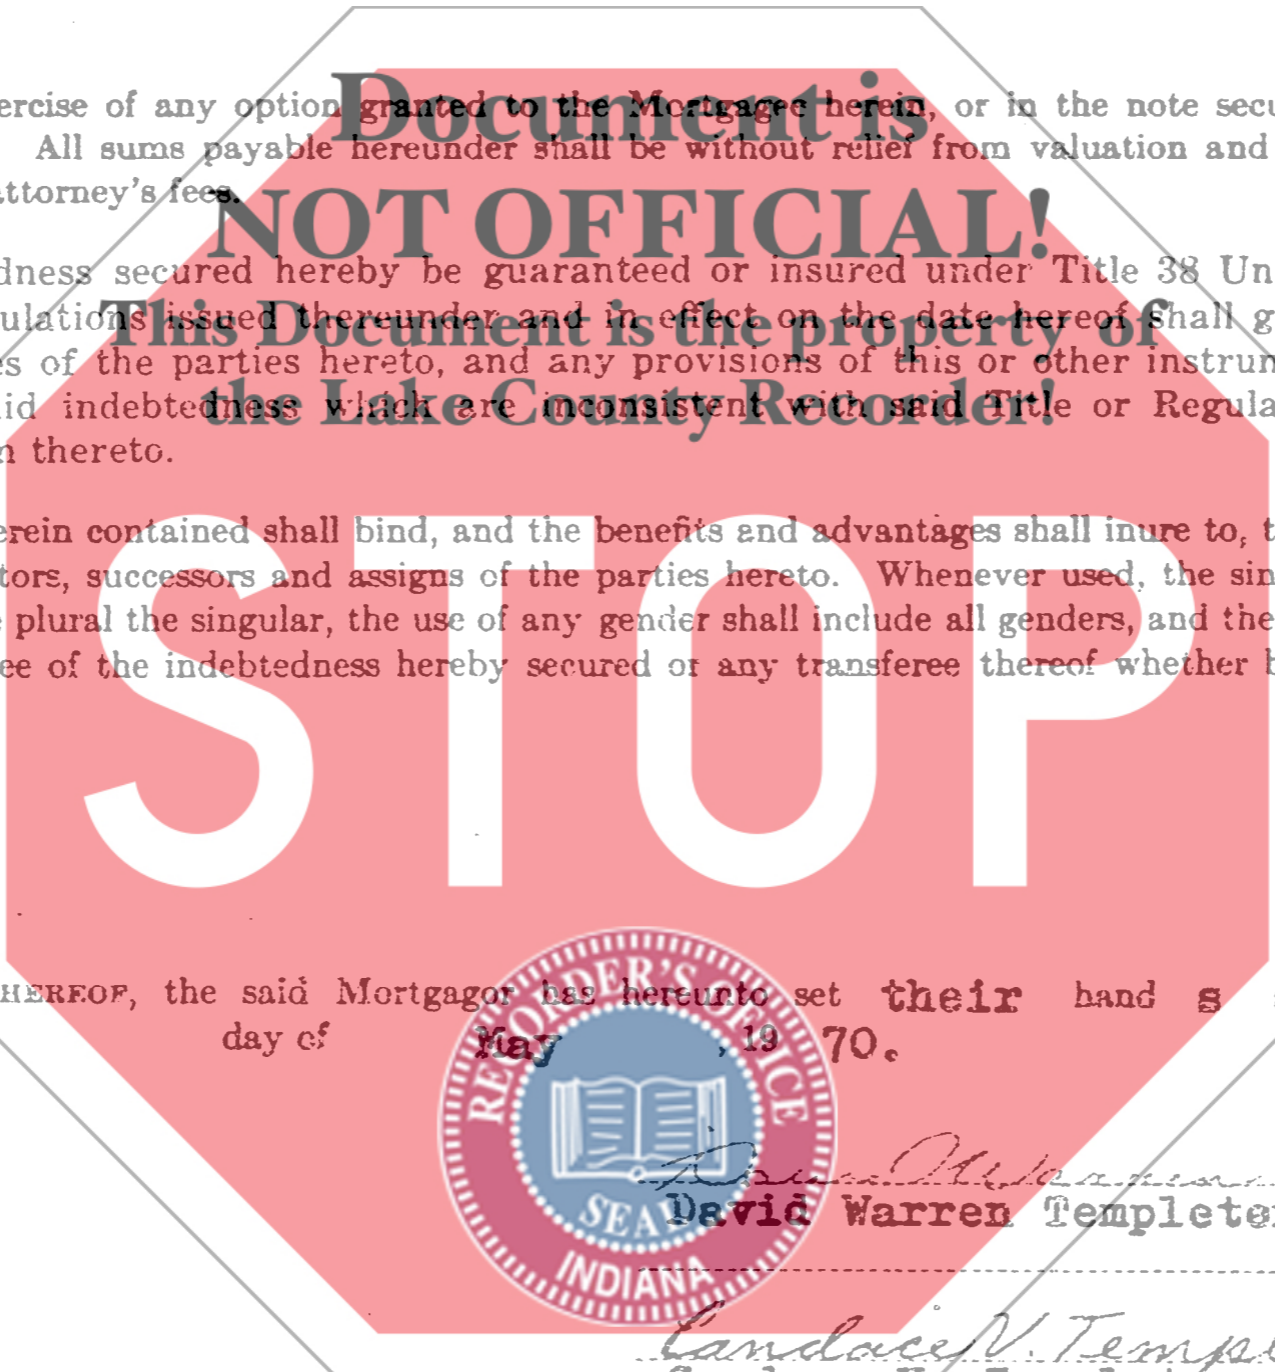 Document is
ercise of any option granted to the Mortgagee herein, or in the note secu
All sums payable hereunder shall be without relief from valuation and
attorney's fees.
NOT OFFICIAL!
dness secured hereby be guaranteed or insured under Title 38 Un
This Document is the property of
ulations issued thereunder and in effect on the date hereof shall g
es of the parties hereto, and any provisions of this or other instrum
the Lake County Recorder!
id indebtedness which are inconsistent with said Title or Regula
n thereto.
STOP
erein contained shall bind, and the benefits and advantages shall inure to, t
tors, successors and assigns of the parties hereto. Whenever used, the sin
e plural the singular, the use of any gender shall include all genders, and the
ee of the indebtedness hereby secured or any transferee thereof whether b
HEREOF, the said Mortgagor has hereunto set their hand s
day of May , 19 70.
RECORDER'S OFFICE
SEAL
INDIANA
David Warren Templeton
Candace V. Temple